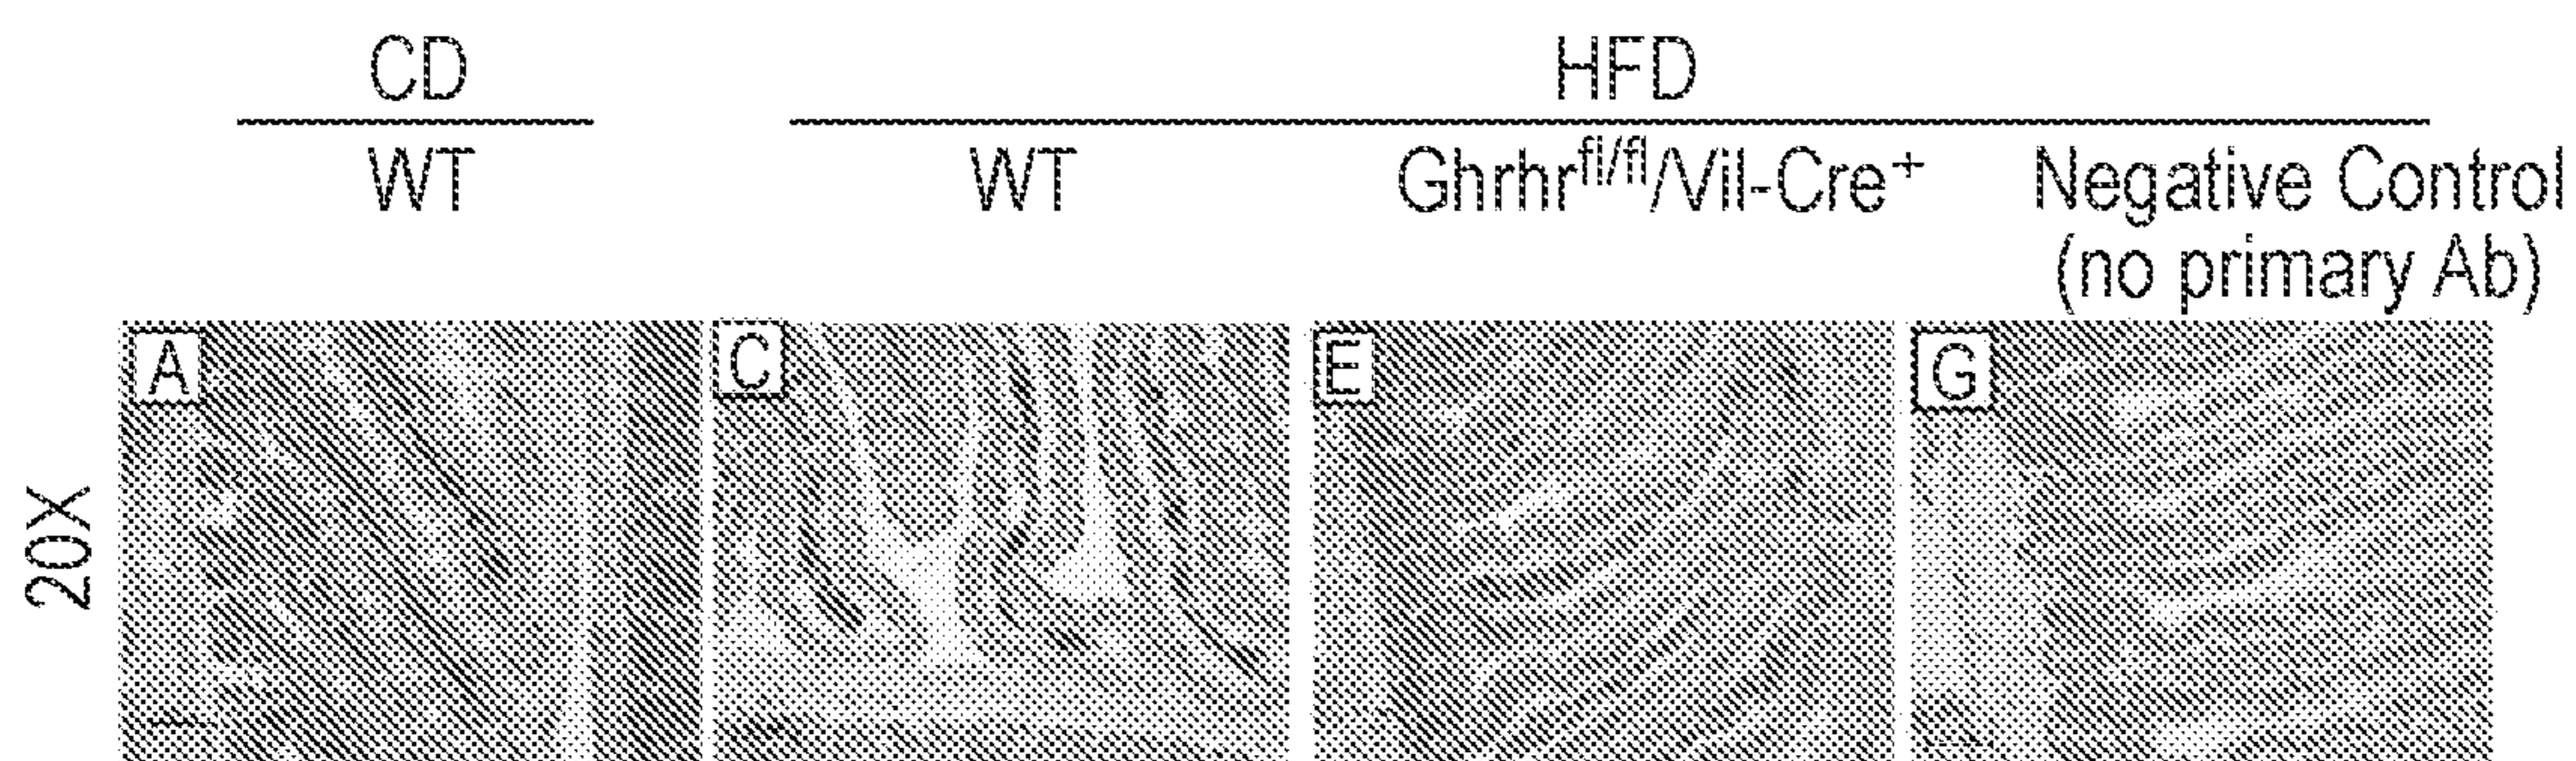 CD HFD
WT WT Ghrhr^fl/fl/Vil-Cre+ Negative Control
(no primary Ab)
A C E G
20X